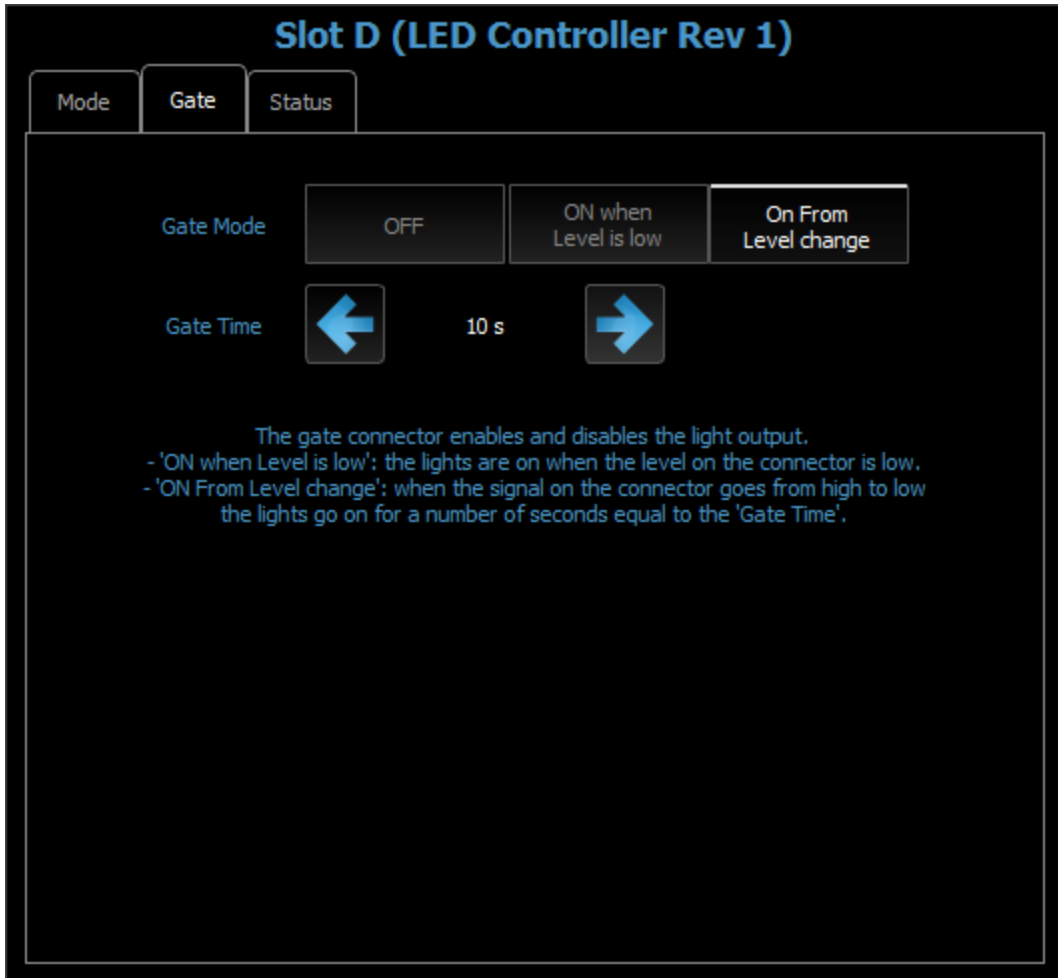 Slot D (LED Controller Rev 1)
Mode
Gate
Status
Gate Mode
OFF
ON when
Level is low
On From
Level change
Gate Time
10 s
The gate connector enables and disables the light output.
- 'ON when Level is low': the lights are on when the level on the connector is low.
- 'ON From Level change': when the signal on the connector goes from high to low
the lights go on for a number of seconds equal to the 'Gate Time'.